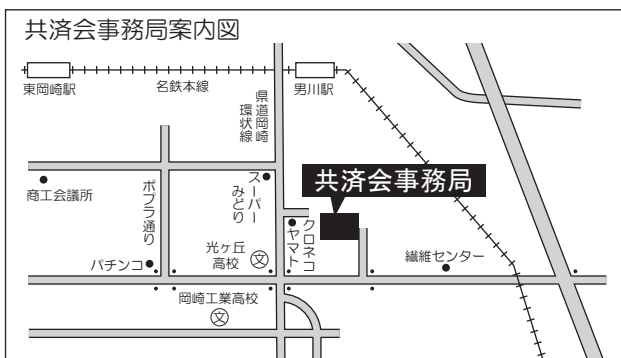 共済会事務局案内図
東岡崎駅
名鉄本線
男川駅
県道岡崎
環状線
商工会議所
ポプラ通り
スーパー
みどり
共済会事務局
クロネコ
ヤマト
光ヶ丘
高校
文
パチンコ
繊維センター
岡崎工業高校
文